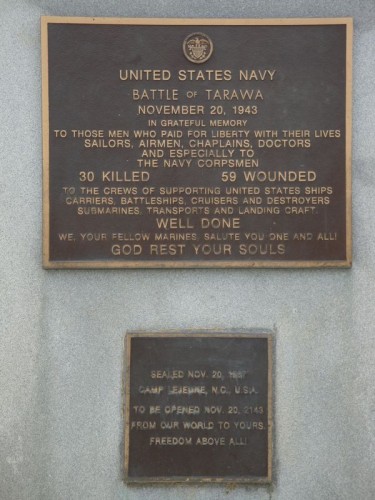 UNITED STATES NAVY
BATTLE OF TARAWA
NOVEMBER 20, 1943
IN GRATEFUL MEMORY
TO THOSE MEN WHO PAID FOR LIBERTY WITH THEIR LIVES
SAILORS, AIRMEN, CHAPLAINS, DOCTORS
AND ESPECIALLY TO
THE NAVY CORPSMEN
30 KILLED 59 WOUNDED
TO THE CREWS OF SUPPORTING UNITED STATES SHIPS
CARRIERS, BATTLESHIPS, CRUISERS AND DESTROYERS
SUBMARINES, TRANSPORTS AND LANDING CRAFT.
WELL DONE
WE, YOUR FELLOW MARINES, SALUTE YOU ONE AND ALL!
GOD REST YOUR SOULS
SEALED NOV. 20,
CAMP LEJEUNE, N.C., U.S.A.
TO BE OPENED NOV. 20, 2143
FROM OUR WORLD TO YOURS,
FREEDOM ABOVE ALL!